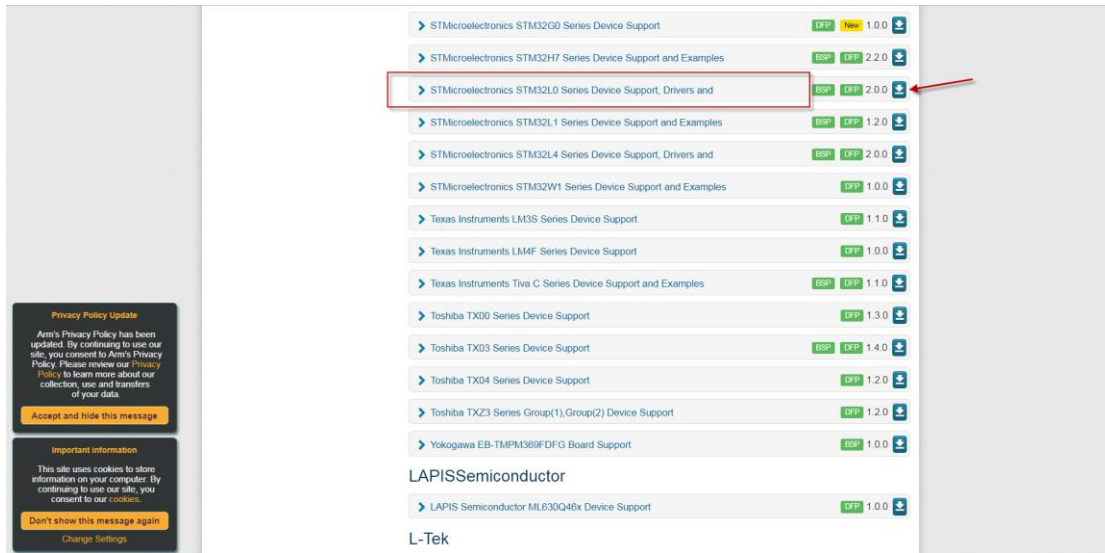 STMicroelectronics STM32G0 Series Device Support DFP New 1.0.0
STMicroelectronics STM32H7 Series Device Support and Examples BSP DFP 2.2.0
STMicroelectronics STM32L0 Series Device Support, Drivers and BSP DFP 2.0.0
STMicroelectronics STM32L1 Series Device Support and Examples BSP DFP 1.2.0
STMicroelectronics STM32L4 Series Device Support, Drivers and BSP DFP 2.0.0
STMicroelectronics STM32W1 Series Device Support and Examples DFP 1.0.0
Texas Instruments LM3S Series Device Support DFP 1.1.0
Texas Instruments LM4F Series Device Support DFP 1.0.0
Texas Instruments Tiva C Series Device Support and Examples BSP DFP 1.1.0
Toshiba TX00 Series Device Support DFP 1.3.0
Toshiba TX03 Series Device Support BSP DFP 1.4.0
Toshiba TX04 Series Device Support DFP 1.2.0
Toshiba TXZ3 Series Group(1),Group(2) Device Support DFP 1.2.0
Yokogawa EB-TMPM369FDFG Board Support BSP 1.0.0
LAPISSemiconductor
LAPIS Semiconductor ML630Q46x Device Support DFP 1.0.0
L-Tek
Privacy Policy Update
Arm's Privacy Policy has been
updated. By continuing to use our
site, you consent to Arm's Privacy
Policy. Please review our Privacy
Policy to learn more about our
collection, use and transfers
of your data.
Accept and hide this message
Important information
This site uses cookies to store
information on your computer. By
continuing to use our site, you
consent to our cookies.
Don't show this message again
Change Settings